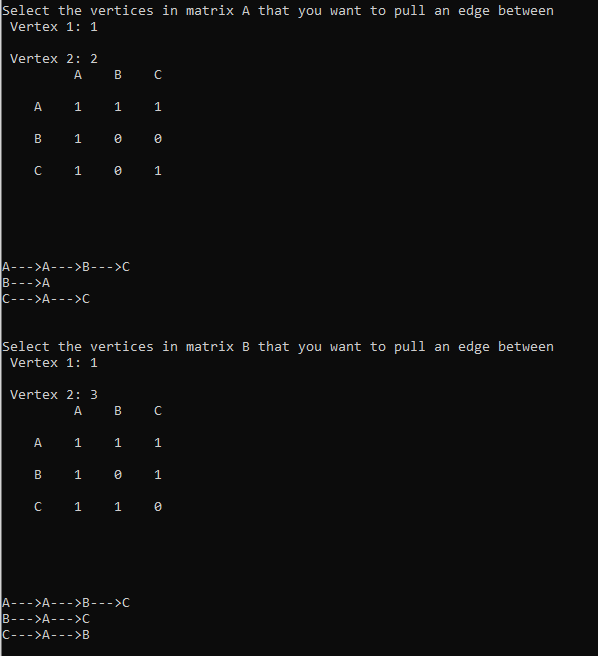 Select the vertices in matrix A that you want to pull an edge between
Vertex 1: 1
Vertex 2: 2
A B C
A 1 1 1
B 1 0 0
C 1 0 1
A--->A--->B--->C
B--->A
C--->A--->C
Select the vertices in matrix B that you want to pull an edge between
Vertex 1: 1
Vertex 2: 3
A B C
A 1 1 1
B 1 0 1
C 1 1 0
A--->A--->B--->C
B--->A--->C
C--->A--->B